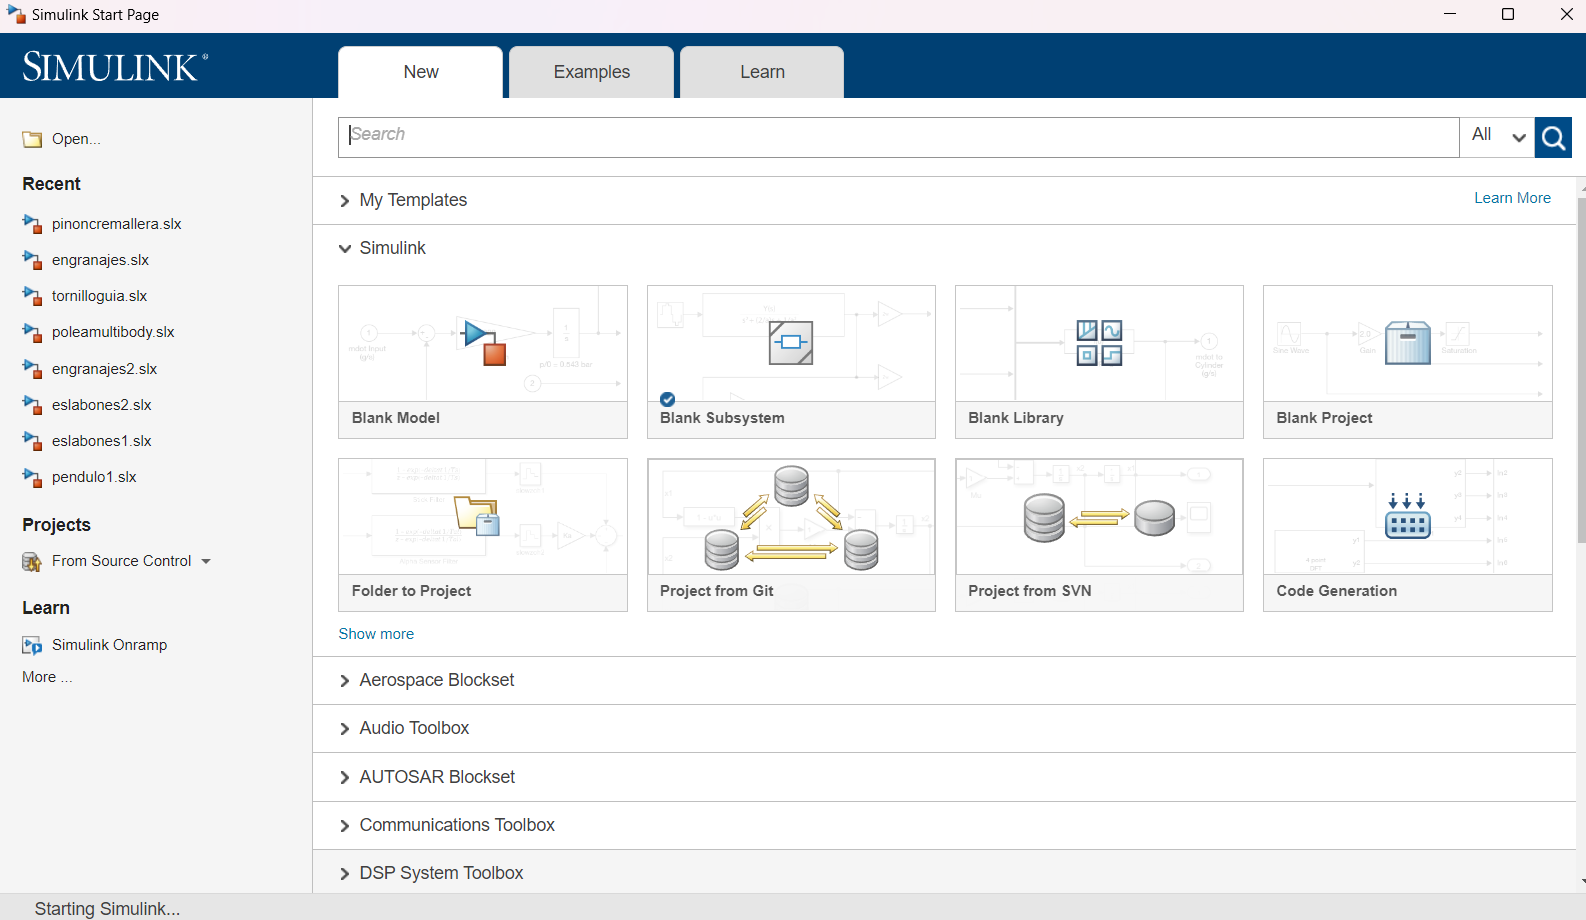 Simulink Start Page
SIMULINK®
New
Examples
Learn
Open...
Recent
pinoncremallera.slx
engranajes.slx
tornilloguia.slx
poleamultibody.slx
engranajes2.slx
eslabones2.slx
eslabones1.slx
pendulo1.slx
Projects
From Source Control
Learn
Simulink Onramp
More ...
Search
All
My Templates
Learn More
Simulink
Blank Model
Blank Subsystem
Blank Library
Blank Project
Folder to Project
Project from Git
Project from SVN
Code Generation
Show more
Aerospace Blockset
Audio Toolbox
AUTOSAR Blockset
Communications Toolbox
DSP System Toolbox
Starting Simulink...